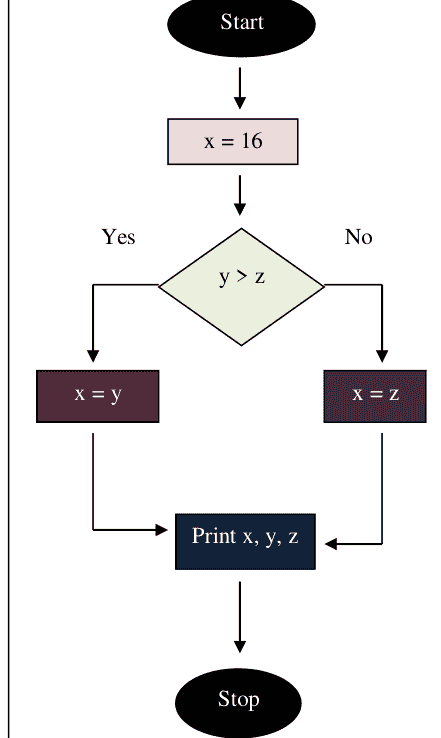 Start
x = 16
Yes
No
y > z
x = y
x = z
Print x, y, z
Stop